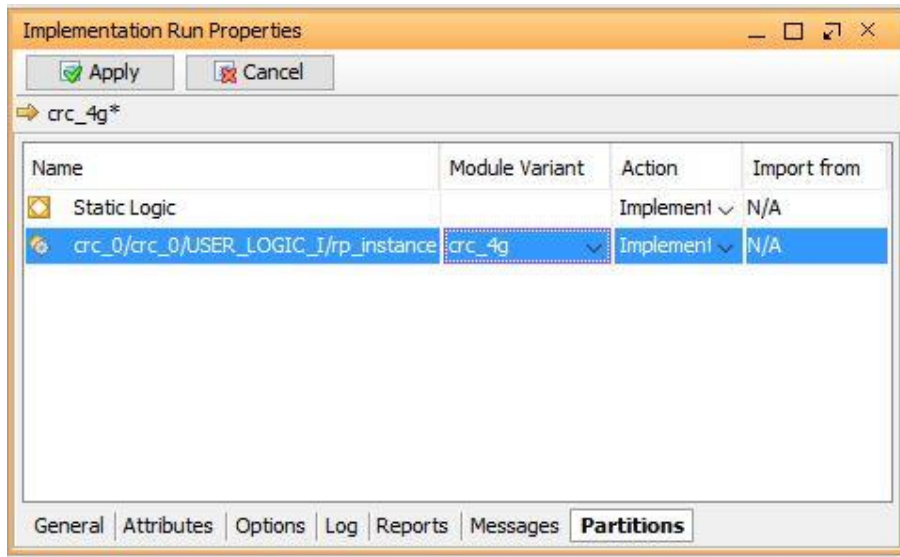 Implementation Run Properties
Apply Cancel
crc_4g*
Name Module Variant Action Import from
Static Logic Implement N/A
crc_0/crc_0/USER_LOGIC_I/rp_instance crc_4g Implement N/A
General Attributes Options Log Reports Messages Partitions